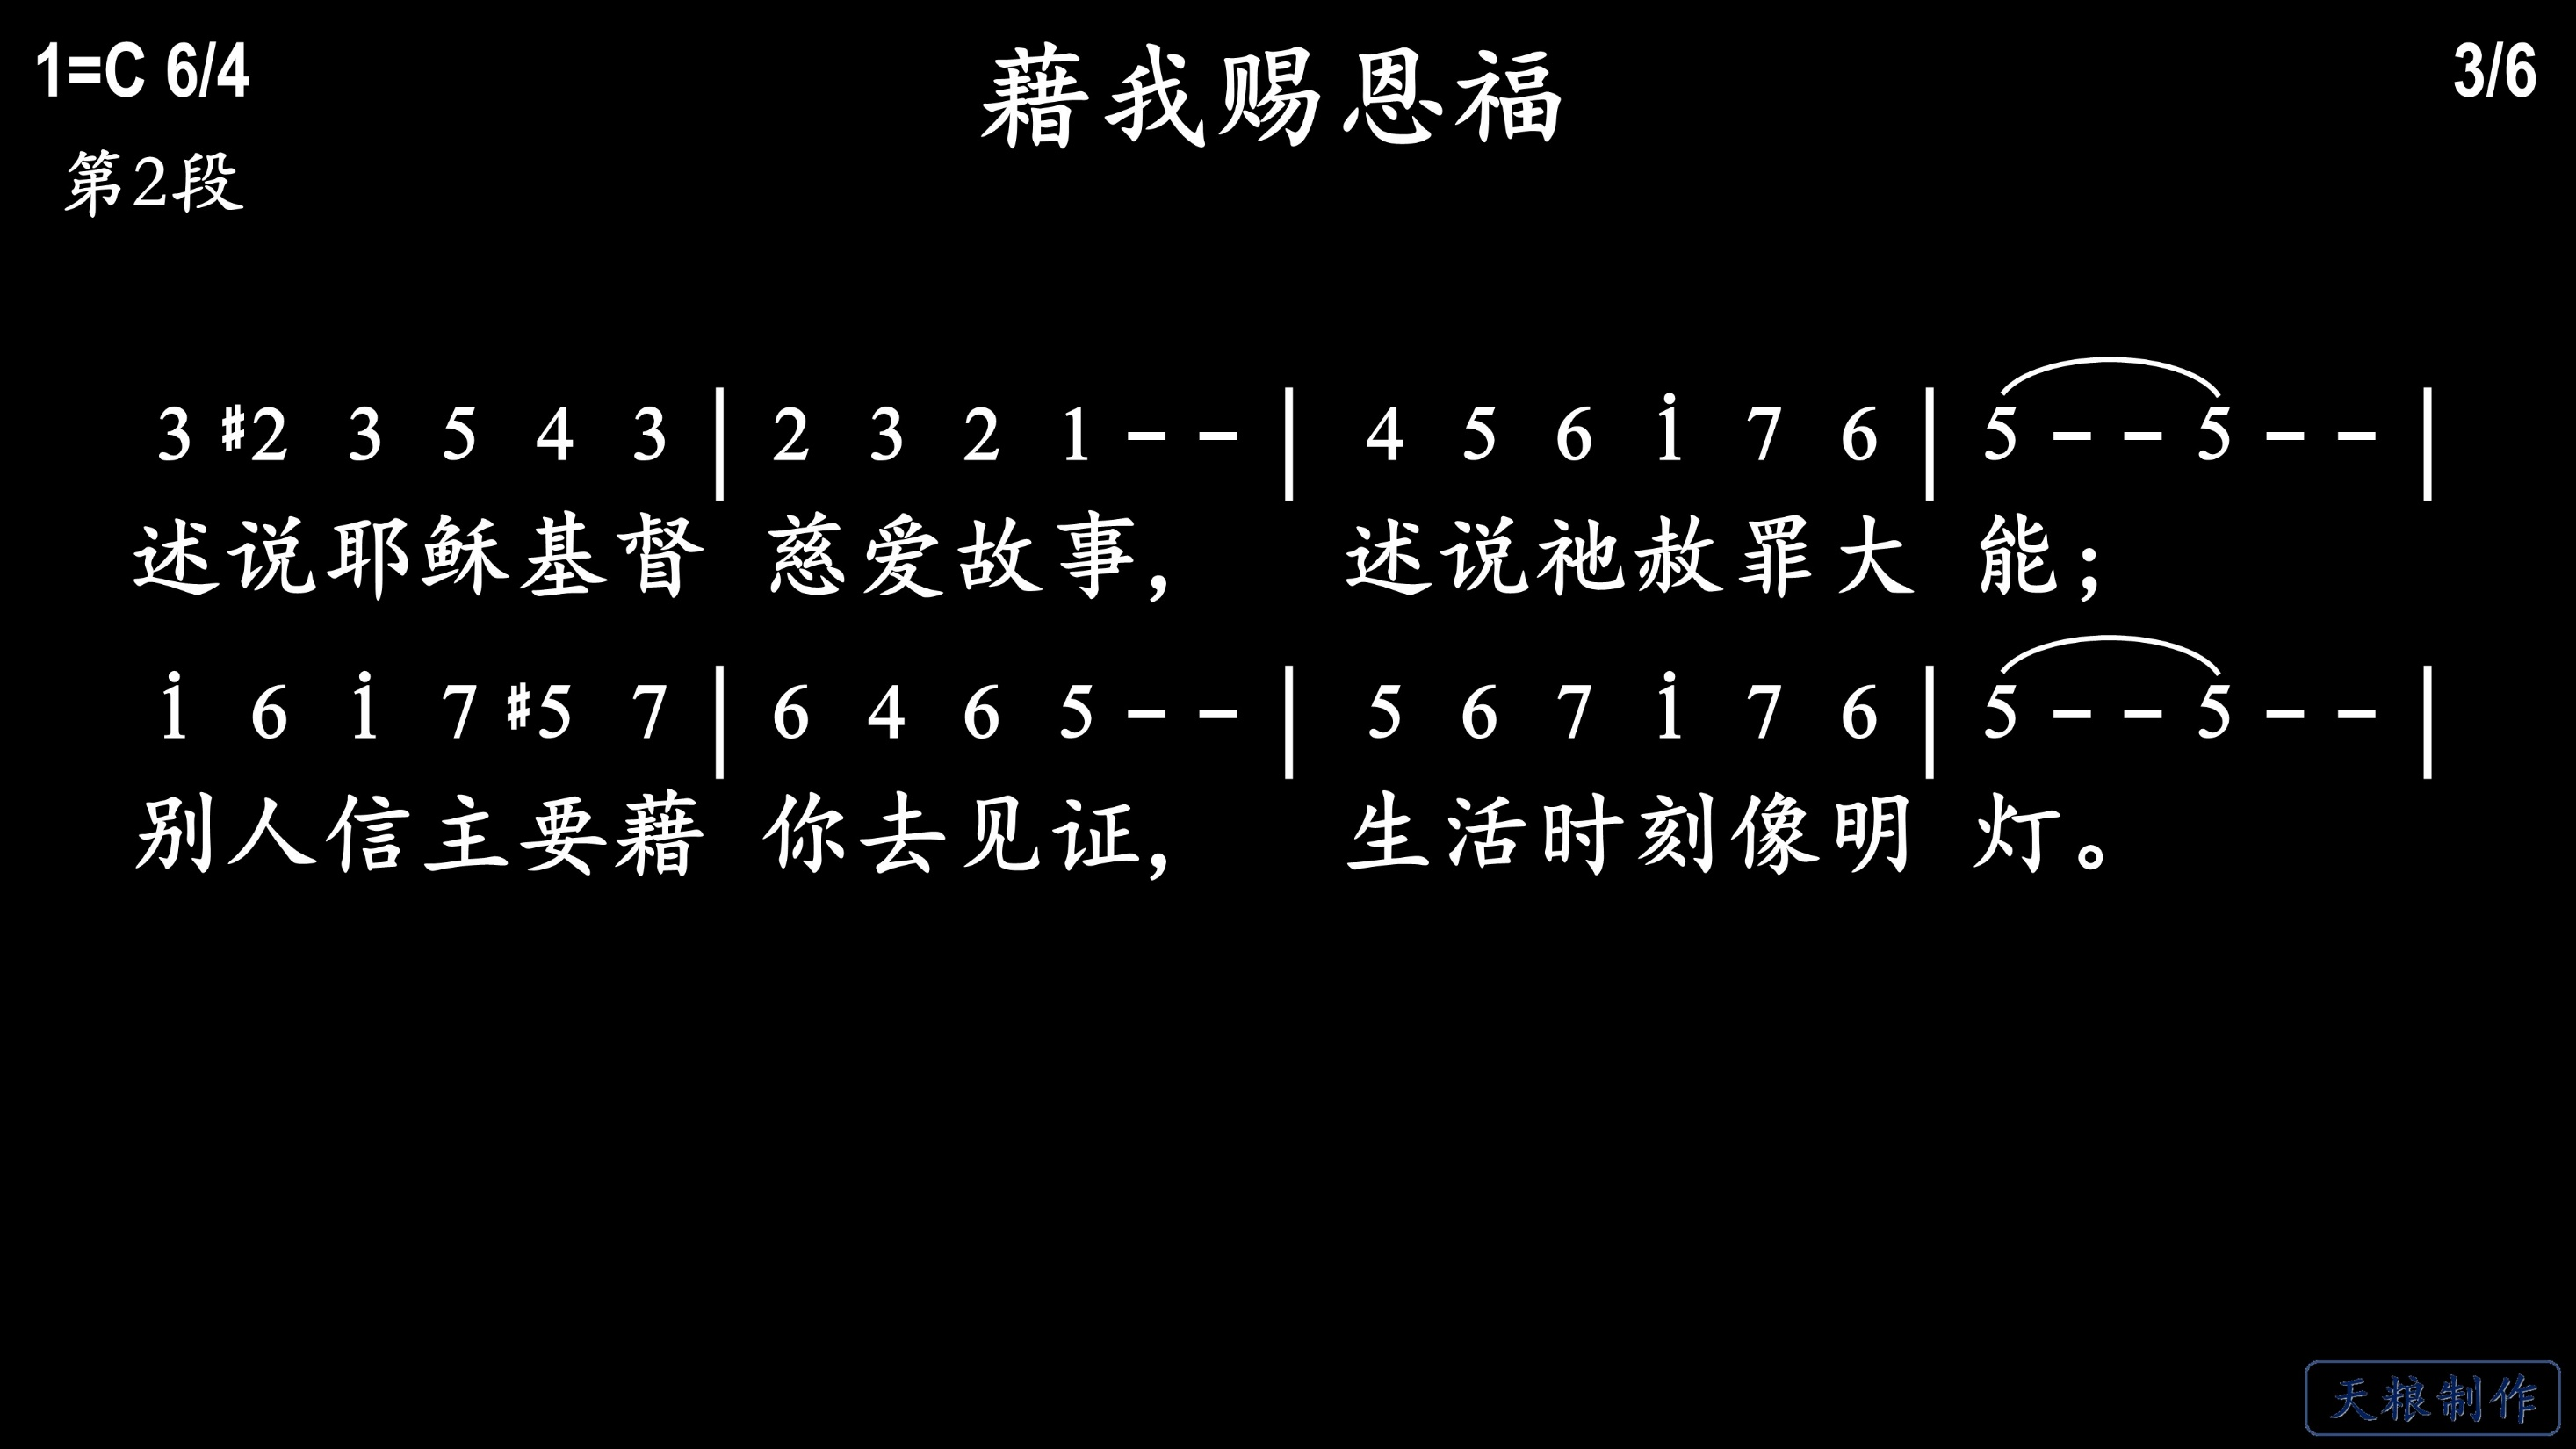 1=C 6/4
藉我赐恩福
3/6
第2段
3 #2 3 5 4 3 | 2 3 2 1 – – | 4 5 6 i 7 6 | 5 – – 5 – – |
述说耶稣基督 慈爱故事, 述说祂赦罪大 能;
i 6 i 7 #5 7 | 6 4 6 5 – – | 5 6 7 i 7 6 | 5 – – 5 – – |
别人信主要藉 你去见证, 生活时刻像明 灯。
天粮制作